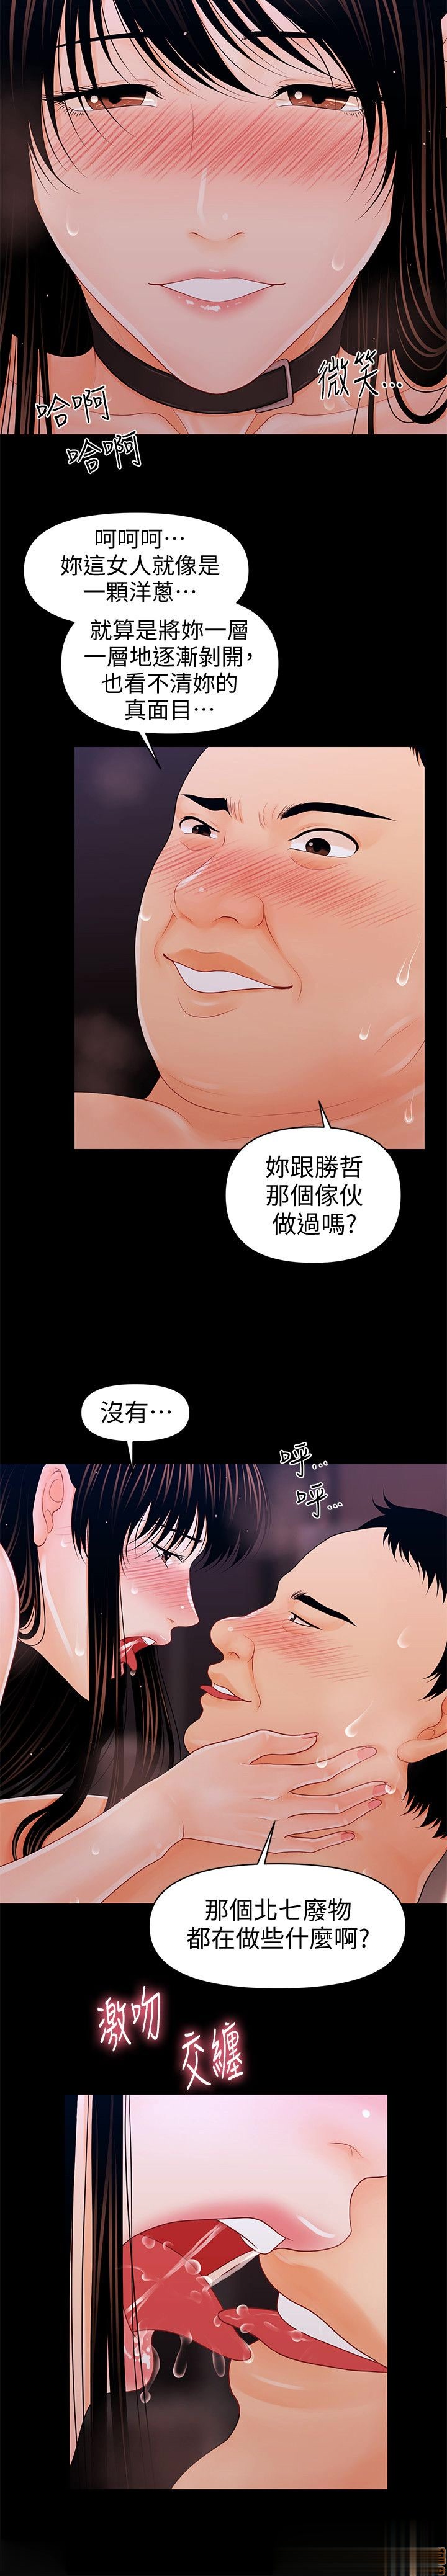 微笑…
哈啊
哈啊
呵呵呵…
妳這女人就像是
一顆洋蔥…
就算是將妳一層
一層地逐漸剝開，
也看不清妳的
真面目…
妳跟勝哲
那個傢伙
做過嗎?
沒有…
呼…
呼…
那個北七廢物
都在做些什麼啊?
激吻
交纏